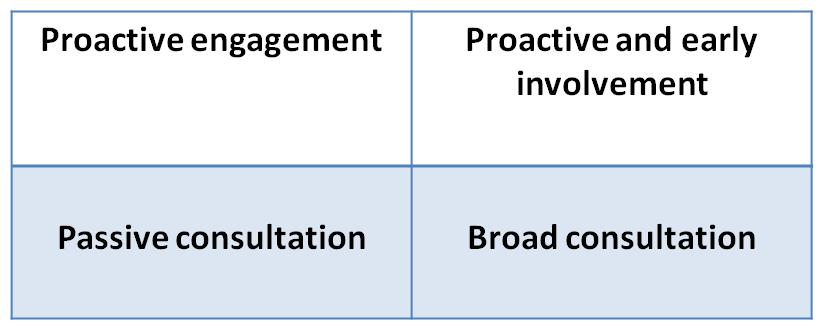 Proactive engagement
Proactive and early
involvement
Passive consultation
Broad consultation